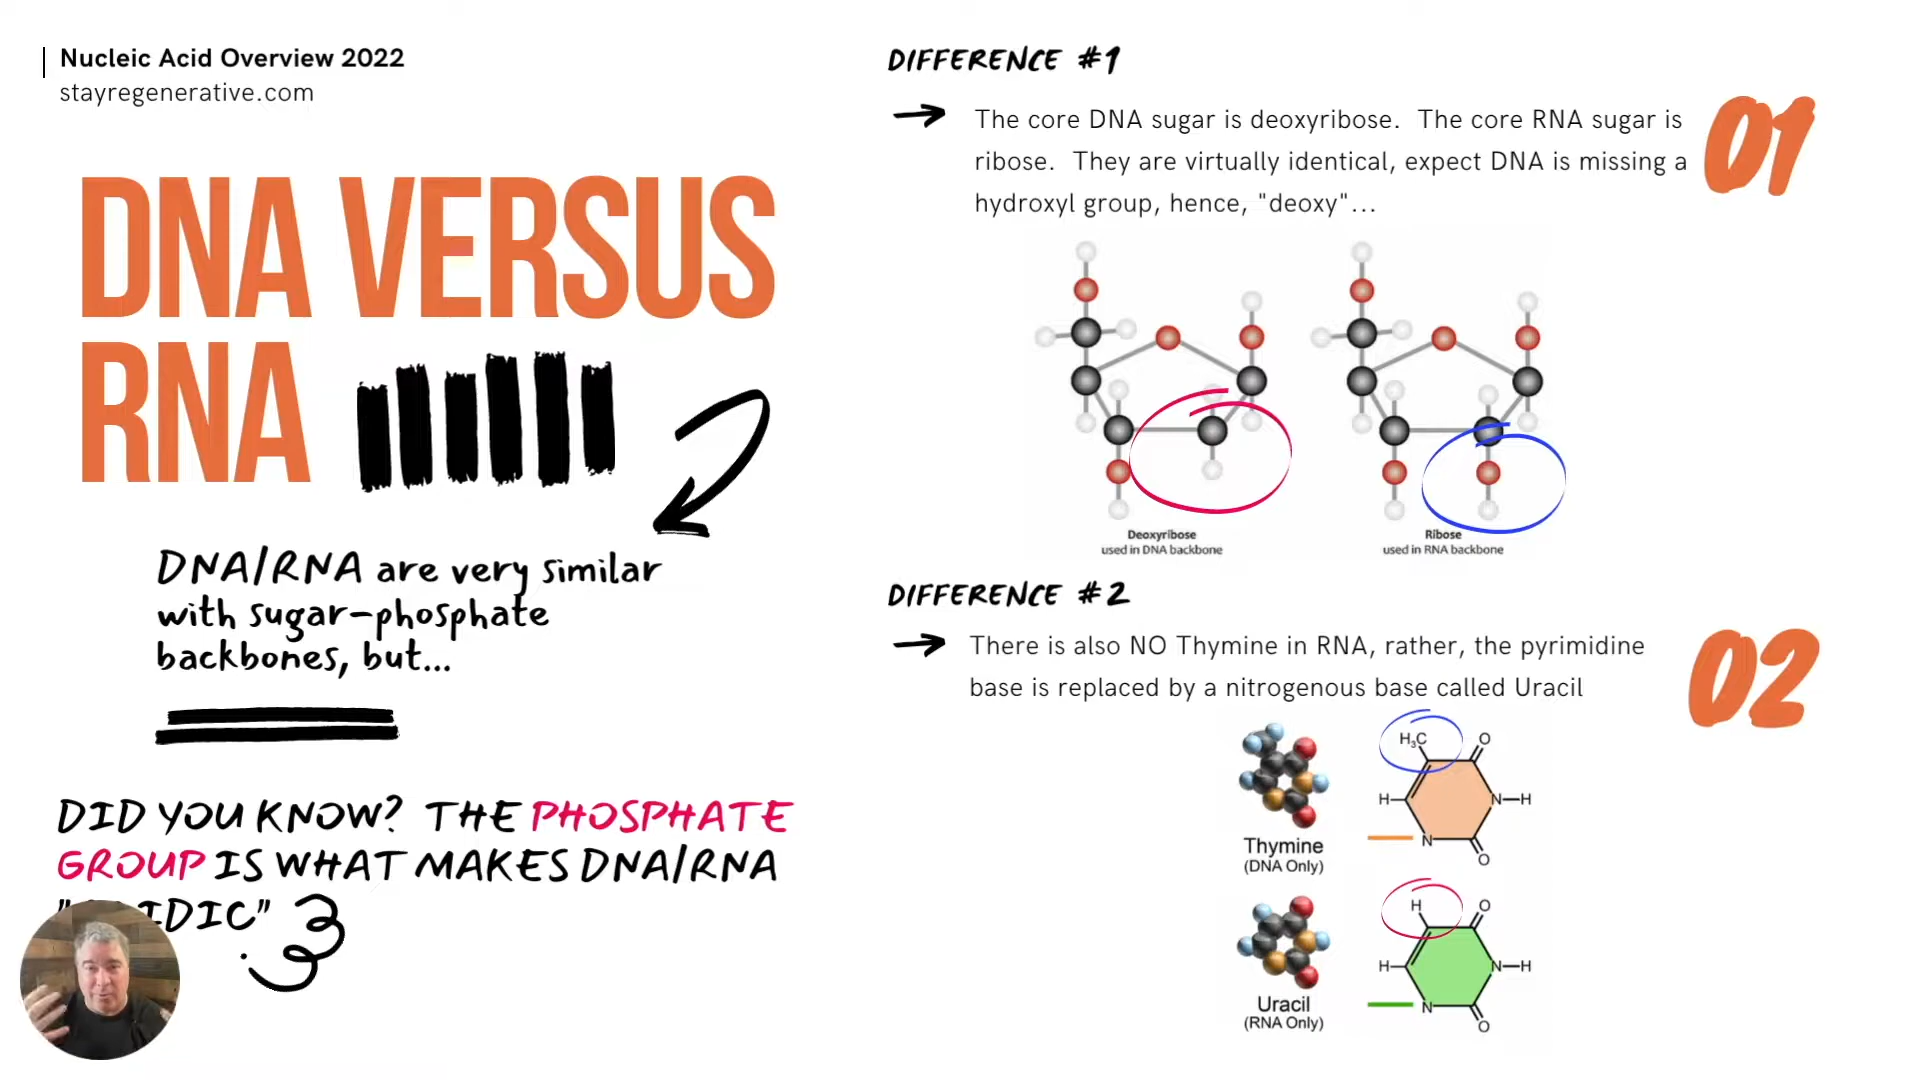 Nucleic Acid Overview 2022
stayregenerative.com
DNA VERSUS
RNA
DNA/RNA are very similar
with sugar-phosphate
backbones, but...
DID YOU KNOW? THE PHOSPHATE
GROUP IS WHAT MAKES DNA/RNA
DIFFERENCE #1
The core DNA sugar is deoxyribose. The core RNA sugar is
ribose. They are virtually identical, expect DNA is missing a
hydroxyl group, hence, "deoxy"...
01
Deoxyribose
used in DNA backbone
Ribose
used in RNA backbone
DIFFERENCE #2
There is also NO Thymine in RNA, rather, the pyrimidine
base is replaced by a nitrogenous base called Uracil
02
H₃C O
H N H
N
O
Thymine
(DNA Only)
H O
H N H
N
O
Uracil
(RNA Only)